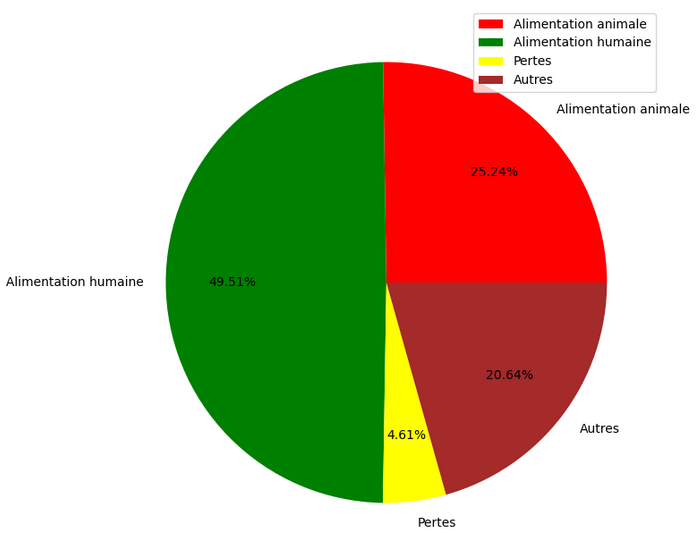 Alimentation animale
Alimentation humaine
Pertes
Autres
Alimentation animale
25.24%
Alimentation humaine
49.51%
20.64%
Autres
4.61%
Pertes